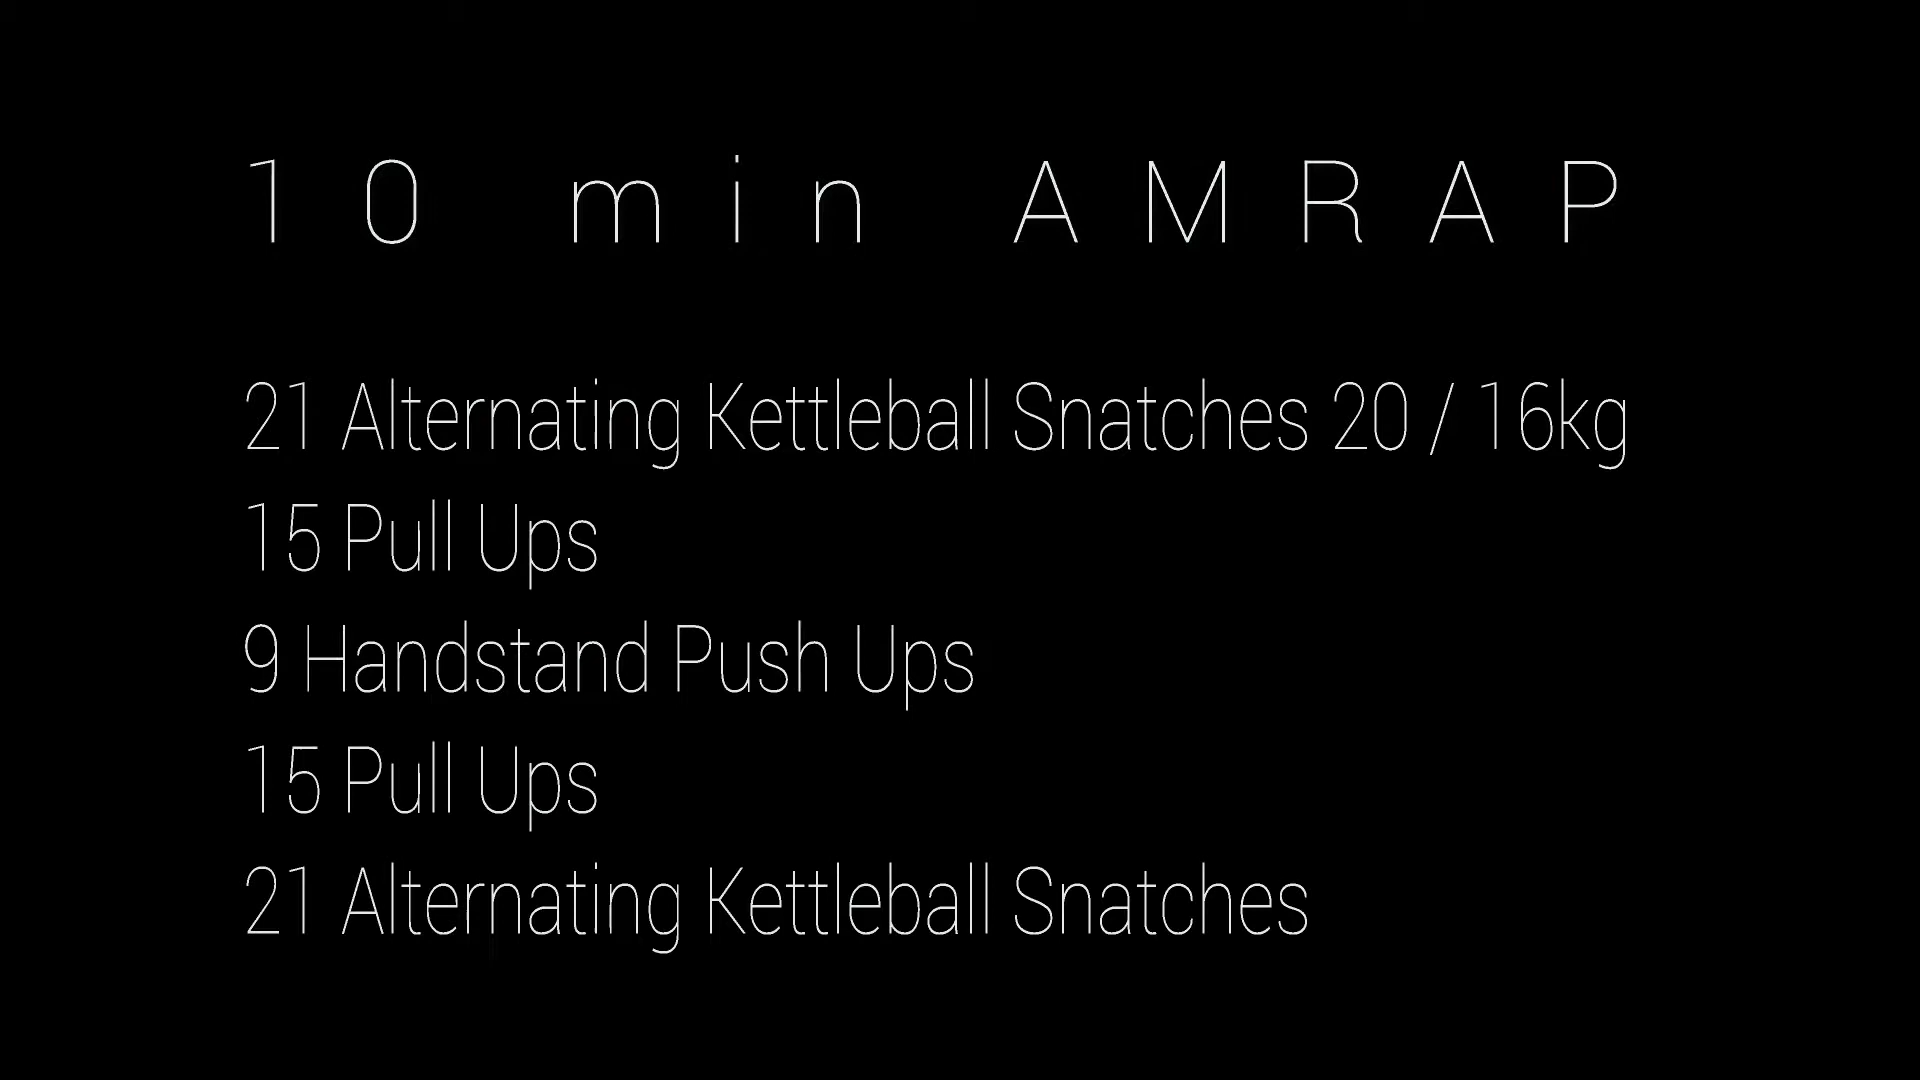 10 min AMRAP
21 Alternating Kettleball Snatches 20 / 16kg
15 Pull Ups
9 Handstand Push Ups
15 Pull Ups
21 Alternating Kettleball Snatches